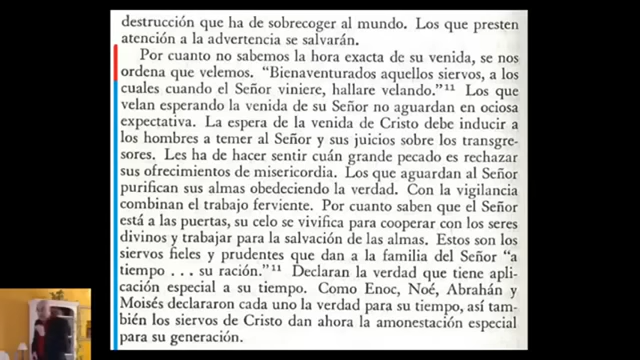 destrucción que ha de sobrecoger al mundo. Los que presten
atención a la advertencia se salvarán.
Por cuanto no sabemos la hora exacta de su venida, se nos
ordena que velemos. “Bienaventurados aquellos siervos, a los
cuales cuando el Señor viniere, hallare velando.”¹¹ Los que
velan esperando la venida de su Señor no aguardan en ociosa
expectativa. La espera de la venida de Cristo debe inducir a
los hombres a temer al Señor y sus juicios sobre los transgre-
sores. Les ha de hacer sentir cuán grande pecado es rechazar
sus ofrecimientos de misericordia. Los que aguardan al Señor
purifican sus almas obedeciendo la verdad. Con la vigilancia
combinan el trabajo ferviente. Por cuanto saben que el Señor
está a las puertas, su celo se vivifica para cooperar con los seres
divinos y trabajar para la salvación de las almas. Estos son los
siervos fieles y prudentes que dan a la familia del Señor “a
tiempo . . . su ración.”¹¹ Declaran la verdad que tiene apli-
cación especial a su tiempo. Como Enoc, Noé, Abrahán y
Moisés declararon cada uno la verdad para su tiempo, así tam-
bién los siervos de Cristo dan ahora la amonestación especial
para su generación.